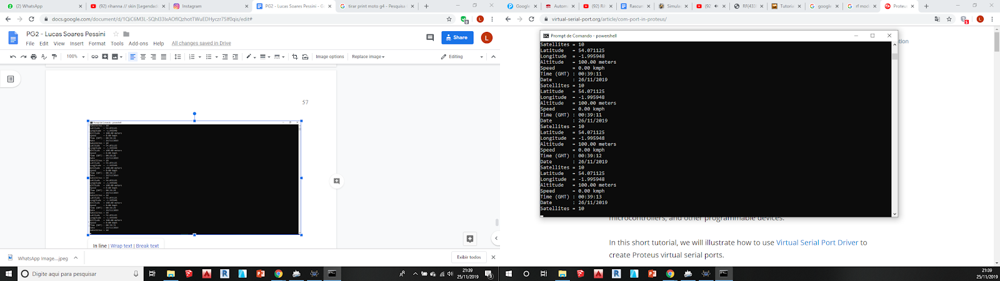 (2) WhatsApp
(92) rihanna // skin [Legendad
Instagram
PG2 - Lucas Soares Pessini - G
tirar print moto g4 - Pesquisa
docs.google.com/document/d/1QiC6M3L-SQhI33IxAOfIQzhotTWuEDHyczr75If0qis/edit#
PG2 - Lucas Soares Pessini
File Edit View Insert Format Tools Add-ons Help All changes saved in Drive
Share
L
100%
Image options
Replace image
Editing
57
Prompt de Comando - powershell
In line | Wrap text | Break text
WhatsApp Image....jpeg
Exibir todos
Digite aqui para pesquisar
21:39
25/11/2019
3
Google
Autom
(92) Ri
Rascun
Simula
(92)
RF(433
Tutoria
google
rf mod
Proteu
virtual-serial-port.org/article/com-port-in-proteus/
Prompt de Comando - powershell
Satellites = 10
Latitude = 54.071125
Longitude = -1.995948
Altitude = 100.00 meters
Speed = 0.00 kmph
Time (GMT) : 00:39:11
Date : 26/11/2019
Satellites = 10
Latitude = 54.071125
Longitude = -1.995948
Altitude = 100.00 meters
Speed = 0.00 kmph
Time (GMT) : 00:39:11
Date : 26/11/2019
Satellites = 10
Latitude = 54.071125
Longitude = -1.995948
Altitude = 100.00 meters
Speed = 0.00 kmph
Time (GMT) : 00:39:12
Date : 26/11/2019
Satellites = 10
Latitude = 54.071125
Longitude = -1.995948
Altitude = 100.00 meters
Speed = 0.00 kmph
Time (GMT) : 00:39:13
Date : 26/11/2019
Satellites = 10
microcontrollers, and other programmable devices.
In this short tutorial, we will illustrate how to use Virtual Serial Port Driver to
create Proteus virtual serial ports.
21:39
25/11/2019